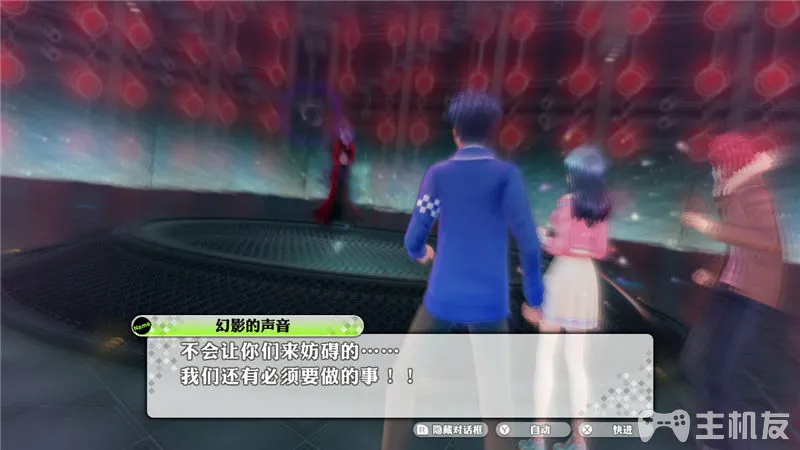 Name
幻影的声音
不会让你们来妨碍的……
我们还有必须要做的事！！
R 隐藏对话框 Y 自动 X 快进
主机友